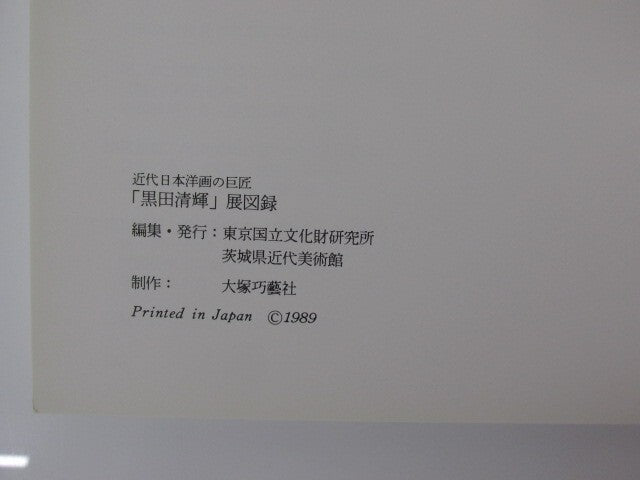 近代日本洋画の巨匠
「黒田清輝」展図録
編集・発行：東京国立文化財研究所
茨城県近代美術館
制作：　大塚巧藝社
Printed in Japan ©1989